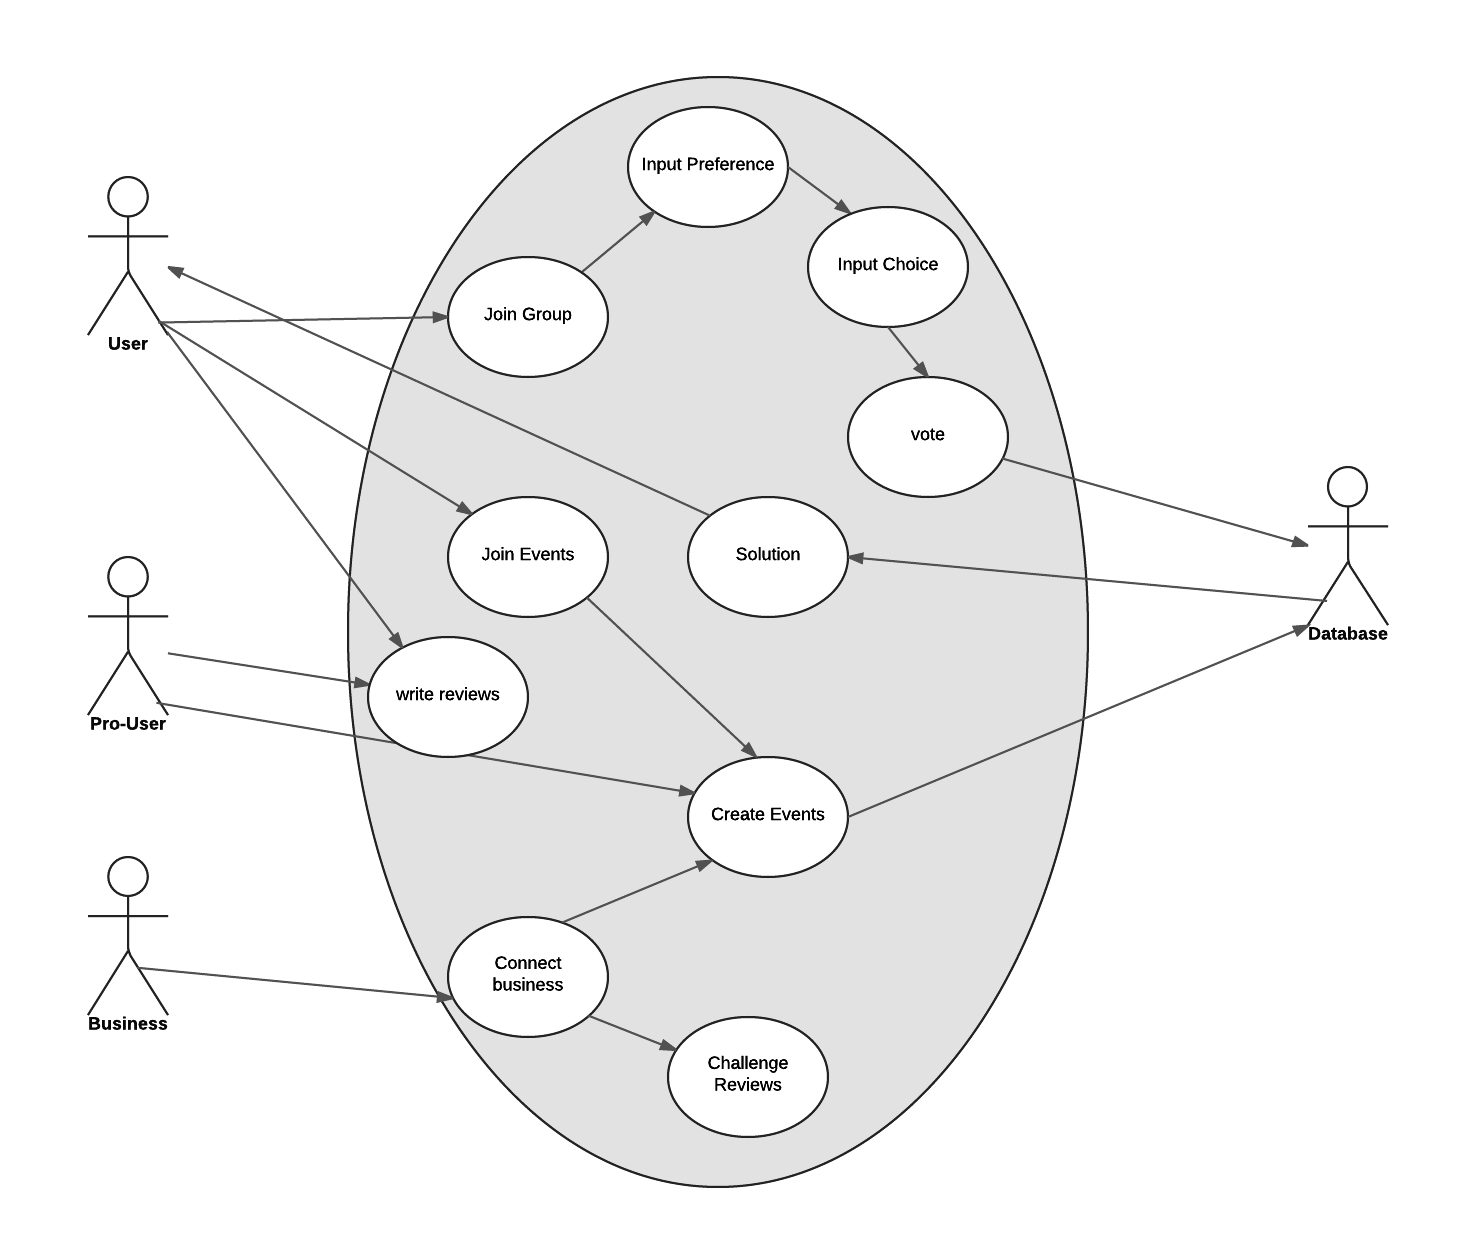 Input Preference
Input Choice
Join Group
User
vote
Join Events
Solution
Database
write reviews
Pro-User
Create Events
Connect
business
Business
Challenge
Reviews